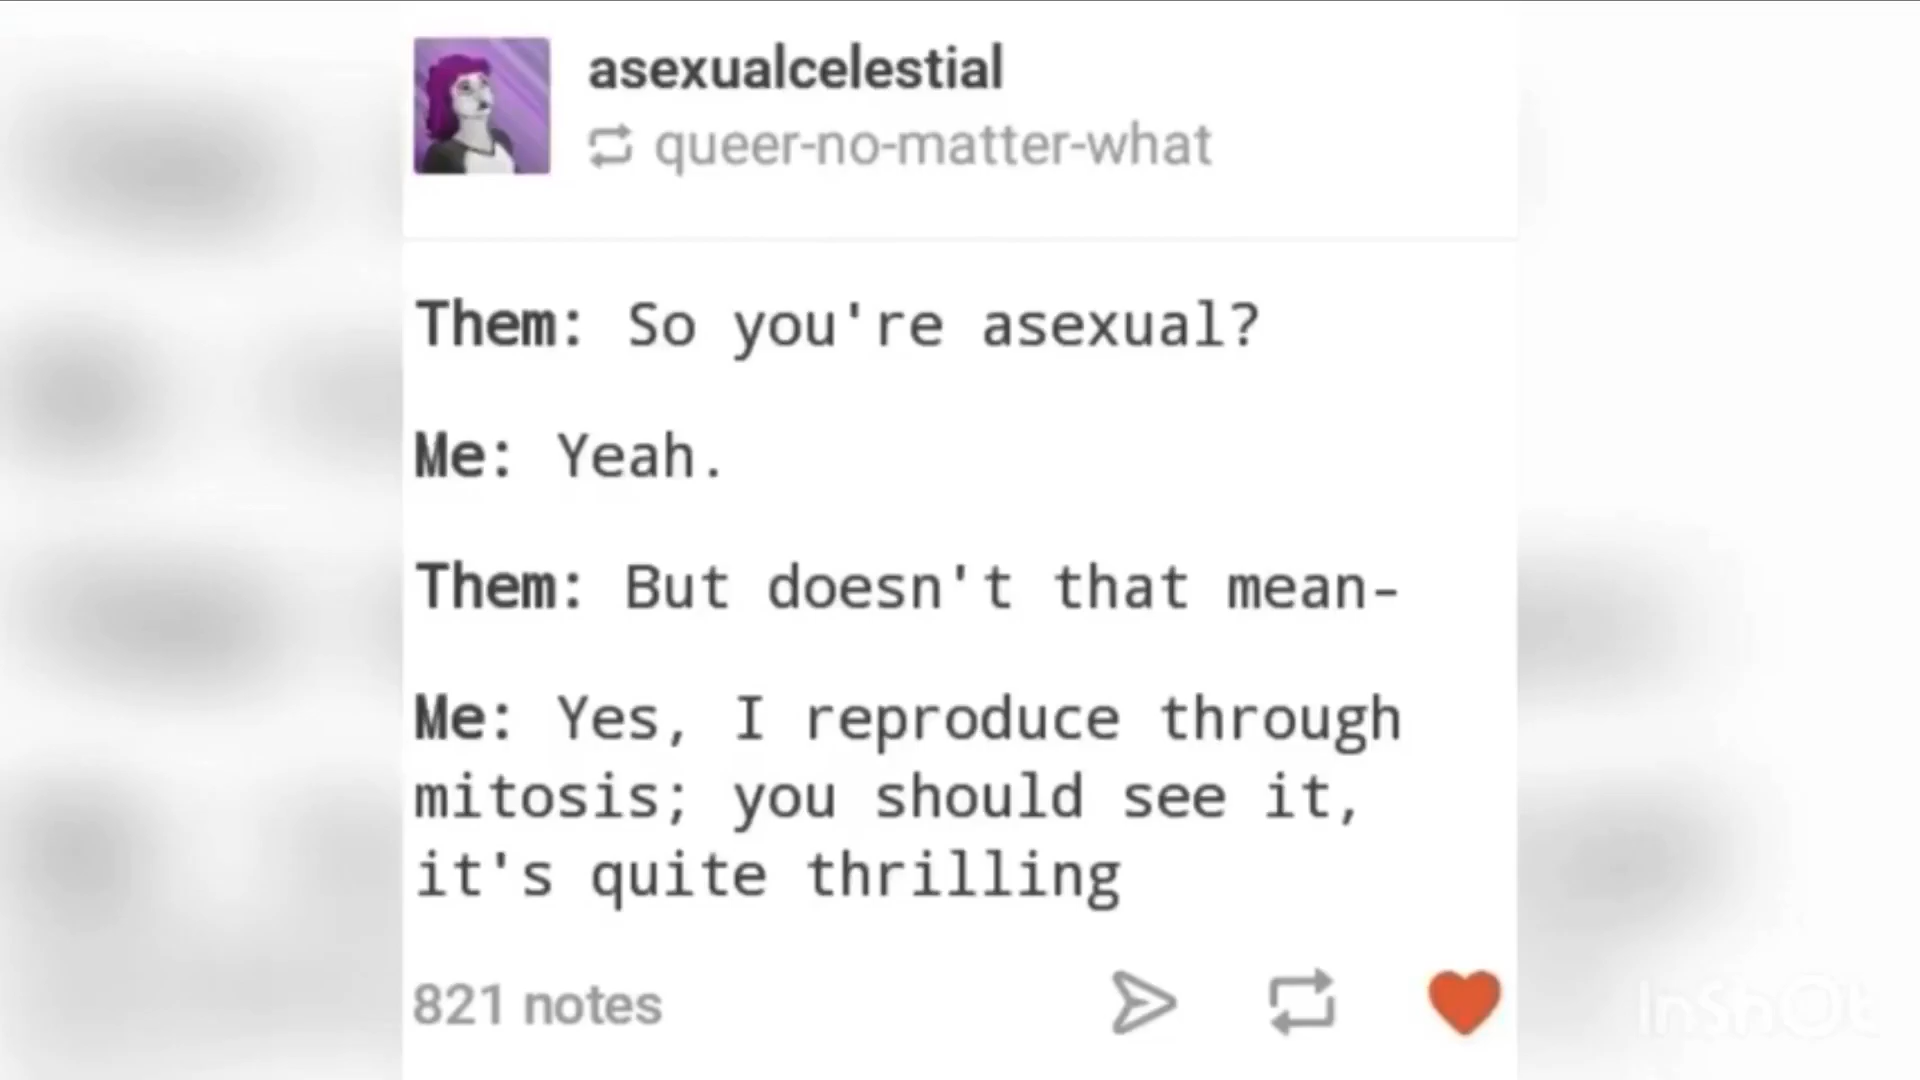 asexualcelestial
queer-no-matter-what
Them: So you're asexual?
Me: Yeah.
Them: But doesn't that mean-
Me: Yes, I reproduce through
mitosis; you should see it,
it's quite thrilling
821 notes
InShOt